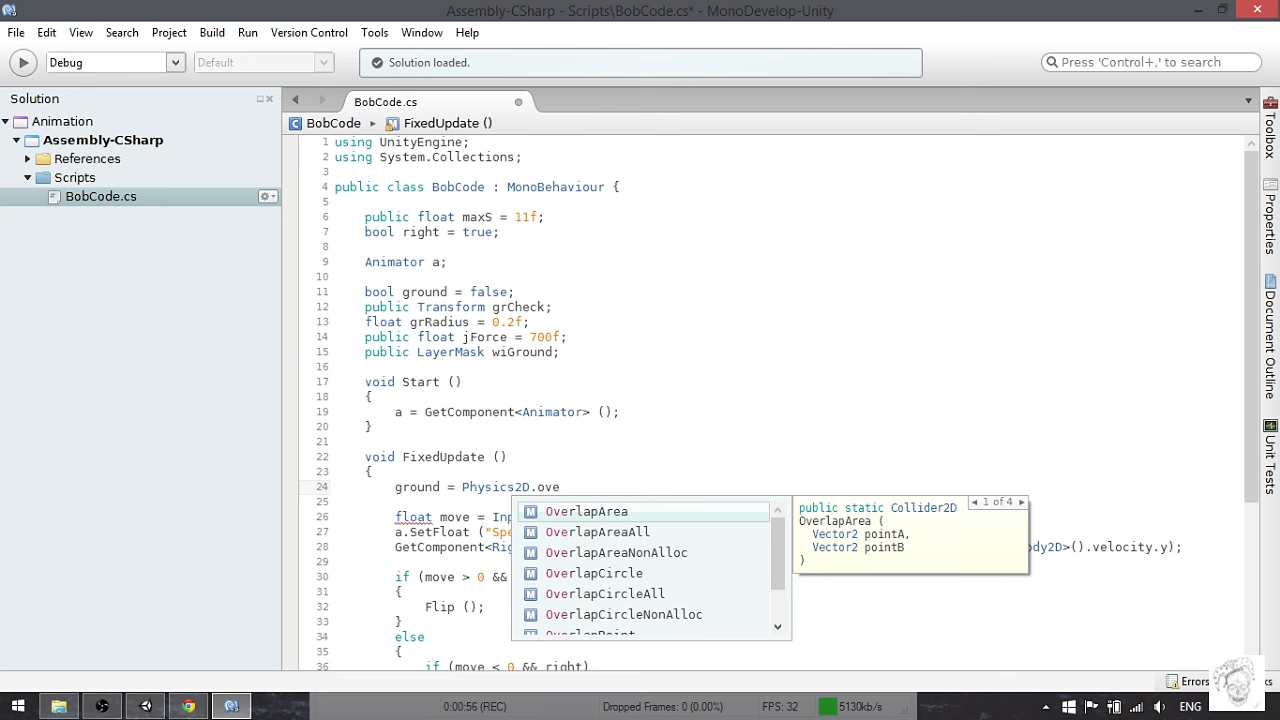 Assembly-CSharp - Scripts\BobCode.cs* - MonoDevelop-Unity
File Edit View Search Project Build Run Version Control Tools Window Help
Debug Default Solution loaded. Press 'Control+,' to search
Solution
Animation
Assembly-CSharp
References
Scripts
BobCode.cs
BobCode.cs
BobCode FixedUpdate ()
1 using UnityEngine;
2 using System.Collections;
3
4 public class BobCode : MonoBehaviour {
5
6 public float maxS = 11f;
7 bool right = true;
8
9 Animator a;
10
11 bool ground = false;
12 public Transform grCheck;
13 float grRadius = 0.2f;
14 public float jForce = 700f;
15 public LayerMask wiGround;
16
17 void Start ()
18 {
19 a = GetComponent<Animator> ();
20 }
21
22 void FixedUpdate ()
23 {
24 ground = Physics2D.ove
25
26 float move = Inp
27 a.SetFloat ("Spe
28 GetComponent<Rig ody2D>().velocity.y);
29
30 if (move > 0 &&
31 {
32 Flip ();
33 }
34 else
35 {
36 if (move < 0 && right)
OverlapArea
OverlapAreaAll
OverlapAreaNonAlloc
OverlapCircle
OverlapCircleAll
OverlapCircleNonAlloc
OverlapPoint
1 of 4
public static Collider2D
OverlapArea (
Vector2 pointA,
Vector2 pointB
)
Toolbox
Properties
Document Outline
Unit Tests
Errors
ks
0:00:56 (REC) Dropped Frames: 0 (0.00%) FPS: 32 5130kb/s ENG